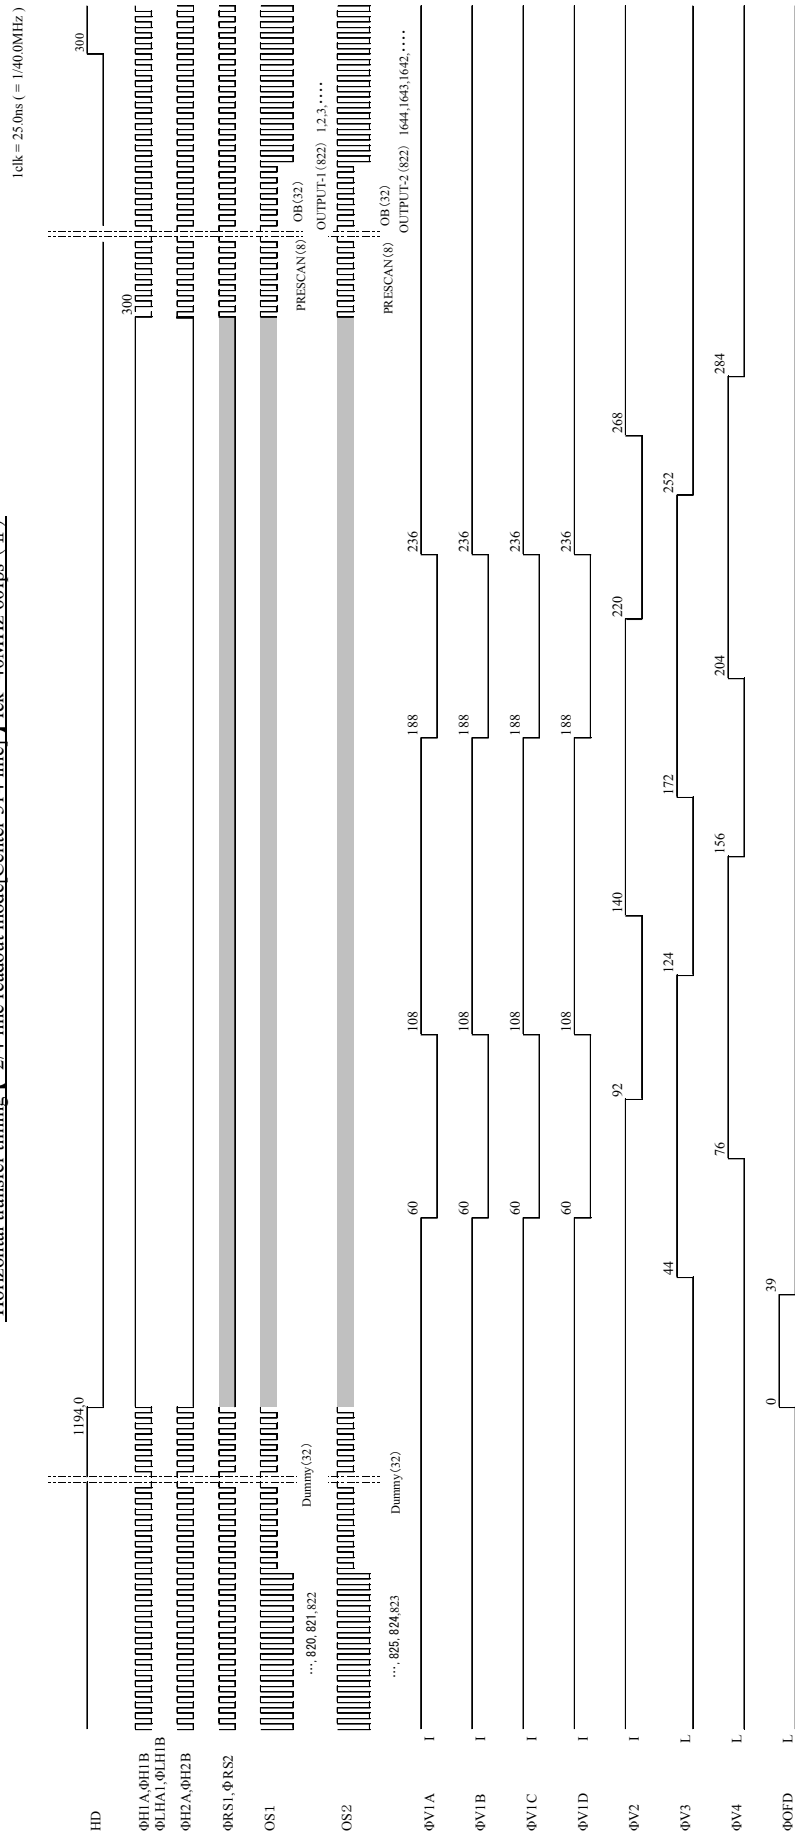 1clk = 25.0ns ( = 1/40.0MHz )
HD
1194,0
300
ΦH1A,ΦH1B
ΦLHA1,ΦLH1B
300
ΦH2A,ΦH2B
ΦRS1,ΦRS2
OS1
…, 820, 821,822
Dummy(32)
PRESCAN(8)
OB(32)
OUTPUT-1 (822) 1,2,3,····
OS2
…, 825, 824,823
Dummy(32)
PRESCAN(8)
OB(32)
OUTPUT-2 (822) 1644,1643,1642,····
ΦV1A I 60 108 188 236
ΦV1B I 60 108 188 236
ΦV1C I 60 108 188 236
ΦV1D I 60 108 188 236
ΦV2 I 92 140 220 268
ΦV3 L 44 124 172 252
ΦV4 L 76 156 204 284
ΦOFD L 0 39